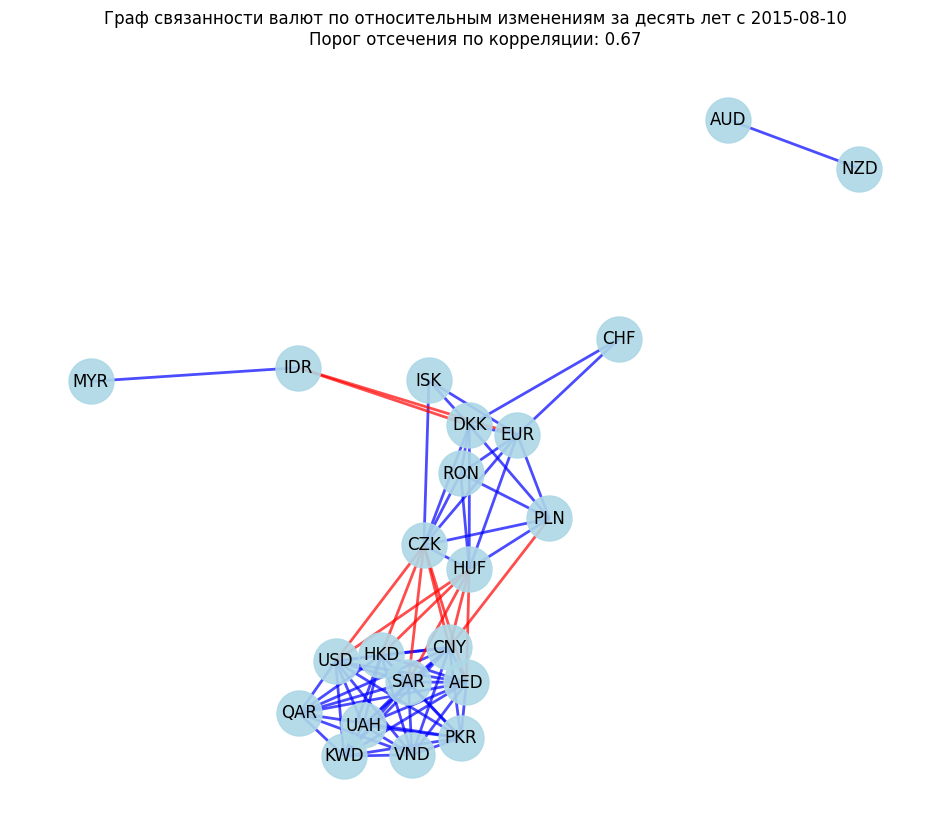 Граф связанности валют по относительным изменениям за десять лет с 2015-08-10
Порог отсечения по корреляции: 0.67
AUD
NZD
CHF
IDR
MYR
ISK
DKK
EUR
RON
PLN
CZK
HUF
CNY
HKD
USD
SAR
AED
QAR
UAH
PKR
VND
KWD